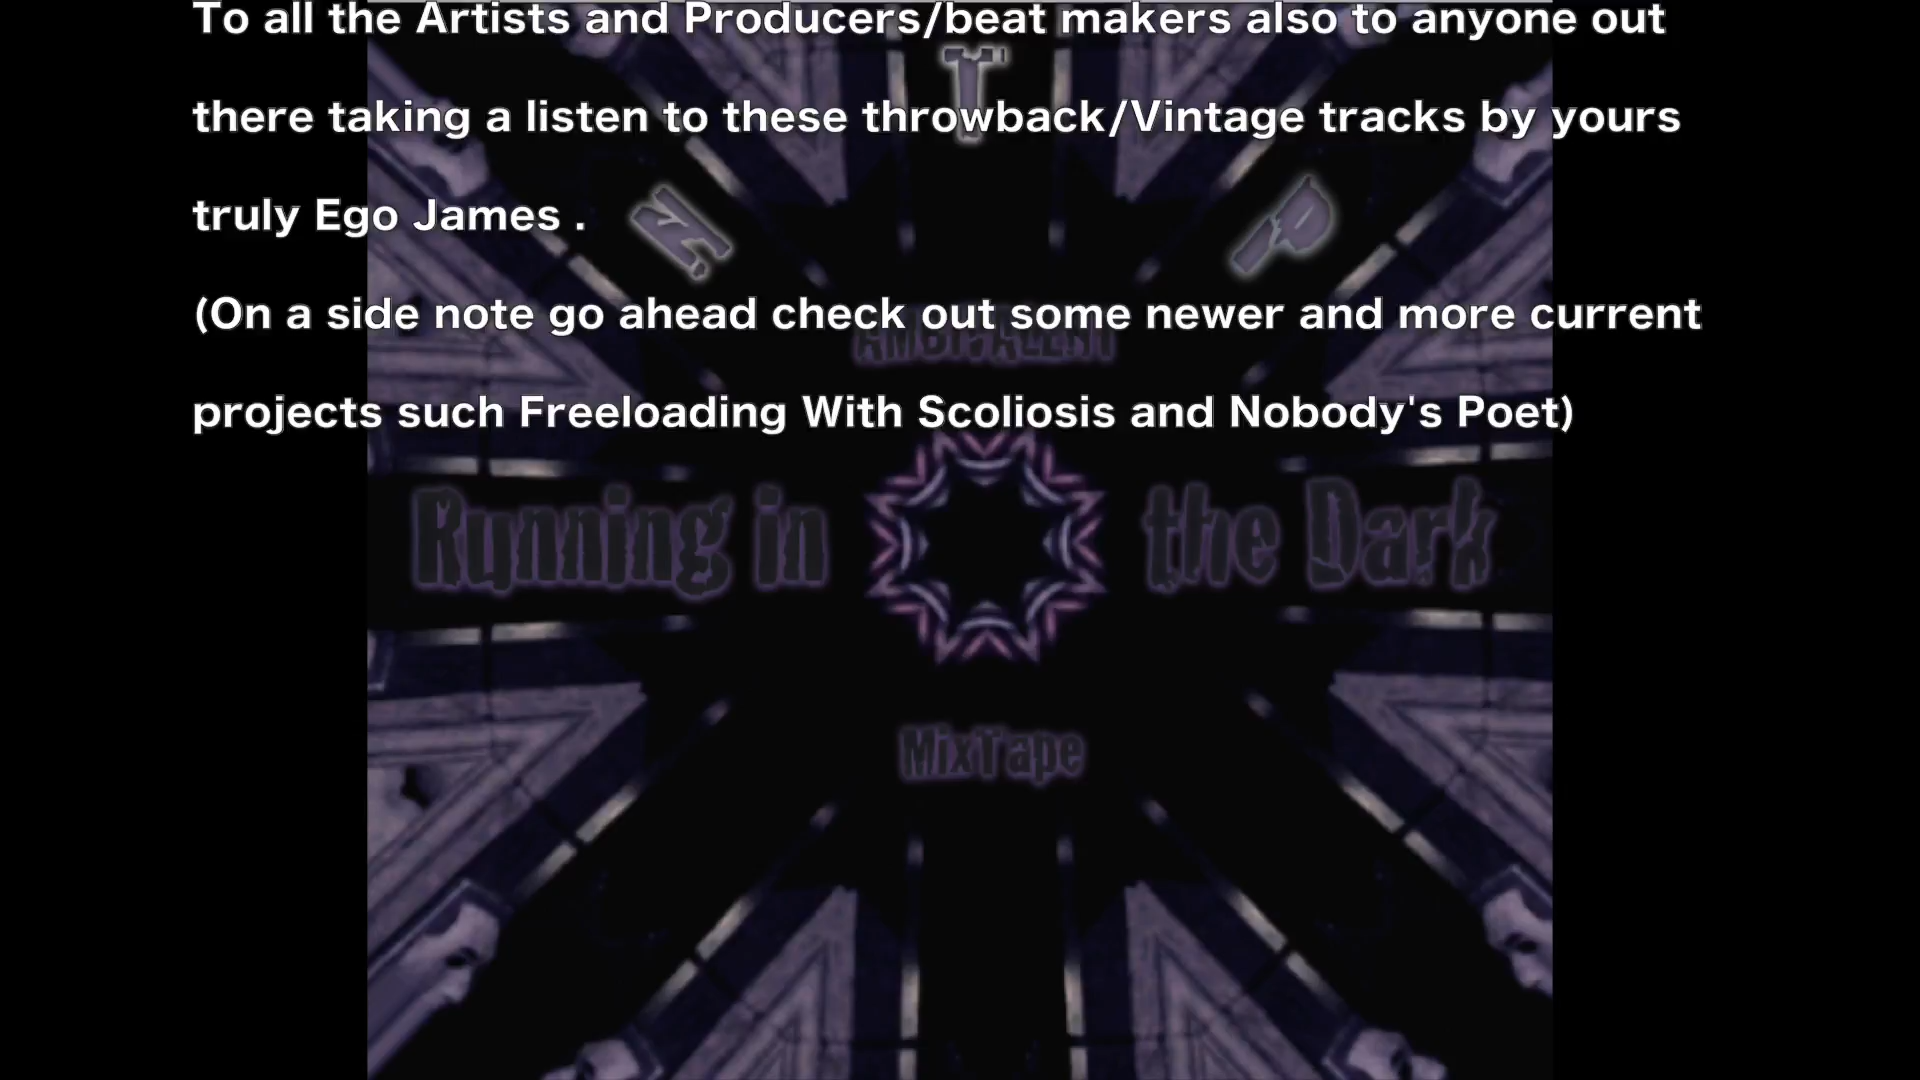 To all the Artists and Producers/beat makers also to anyone out
there taking a listen to these throwback/Vintage tracks by yours
truly Ego James .
(On a side note go ahead check out some newer and more current
projects such Freeloading With Scoliosis and Nobody's Poet)
T
N.
P
AMBIVALENT
Running in the Dark
MixTape